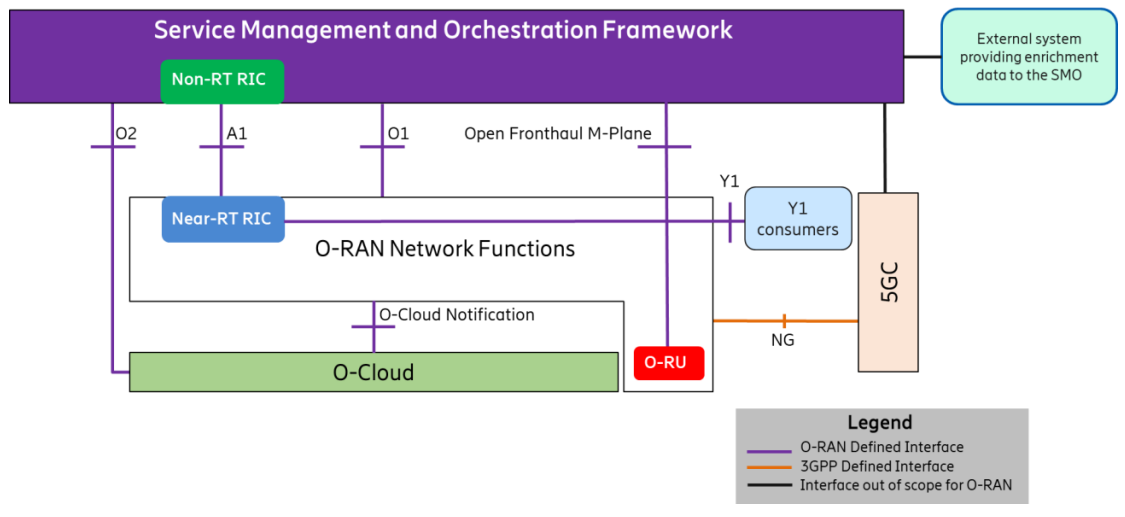 Service Management and Orchestration Framework
External system
providing enrichment
data to the SMO
Non-RT RIC
O2
A1
O1
Open Fronthaul M-Plane
Y1
Near-RT RIC
Y1
consumers
O-RAN Network Functions
5GC
O-Cloud Notification
NG
O-RU
O-Cloud
Legend
O-RAN Defined Interface
3GPP Defined Interface
Interface out of scope for O-RAN